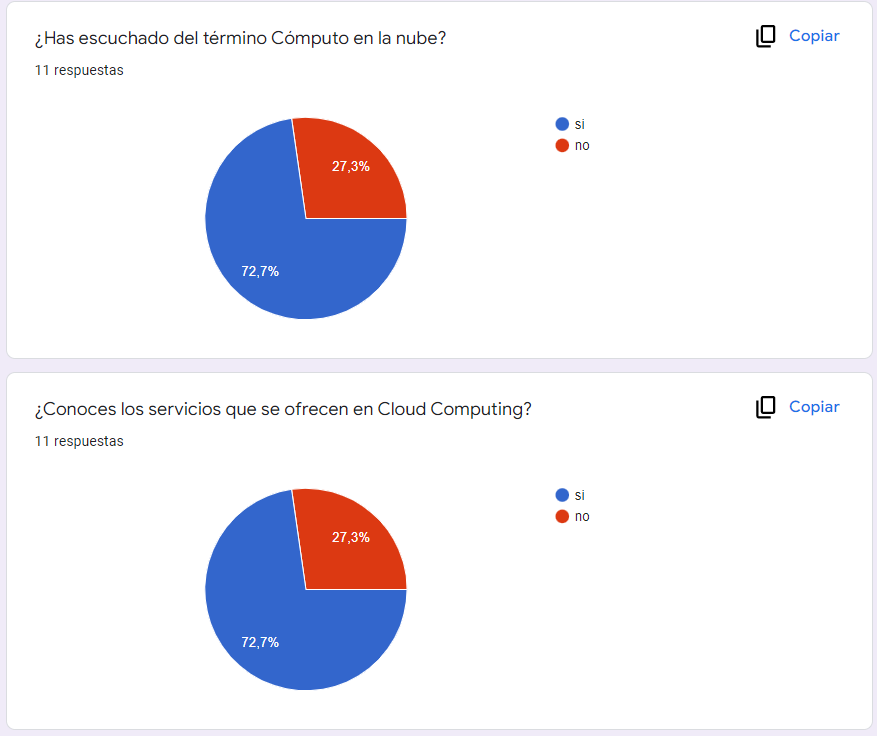 ¿Has escuchado del término Cómputo en la nube?
Copiar
11 respuestas
si
no
27,3%
72,7%
¿Conoces los servicios que se ofrecen en Cloud Computing?
Copiar
11 respuestas
si
no
27,3%
72,7%